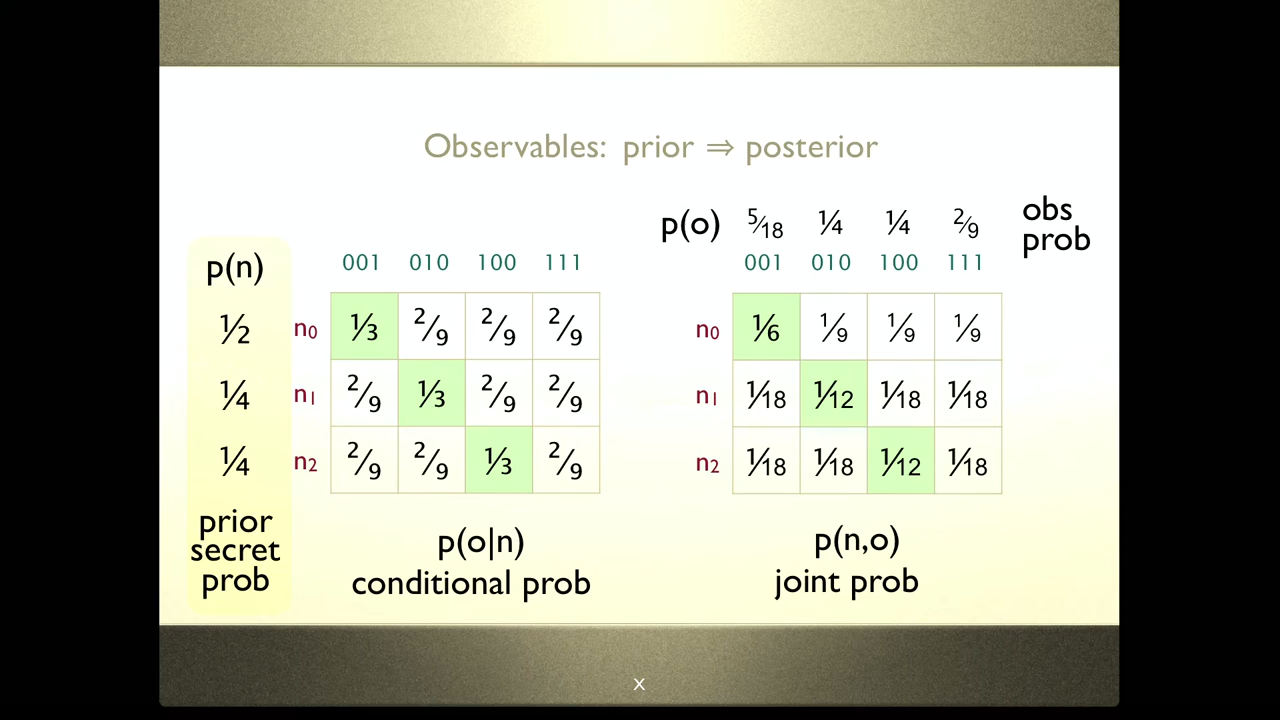 Observables: prior ⇒ posterior
p(o) 5/18 ¼ ¼ 2/9 obs prob
p(n) 001 010 100 111 001 010 100 111
½ n0 ⅓ 2/9 2/9 2/9 n0 ⅙ 1/9 1/9 1/9
¼ n1 2/9 ⅓ 2/9 2/9 n1 1/18 1/12 1/18 1/18
¼ n2 2/9 2/9 ⅓ 2/9 n2 1/18 1/18 1/12 1/18
prior
secret
prob
p(o|n)
conditional prob
p(n,o)
joint prob
x